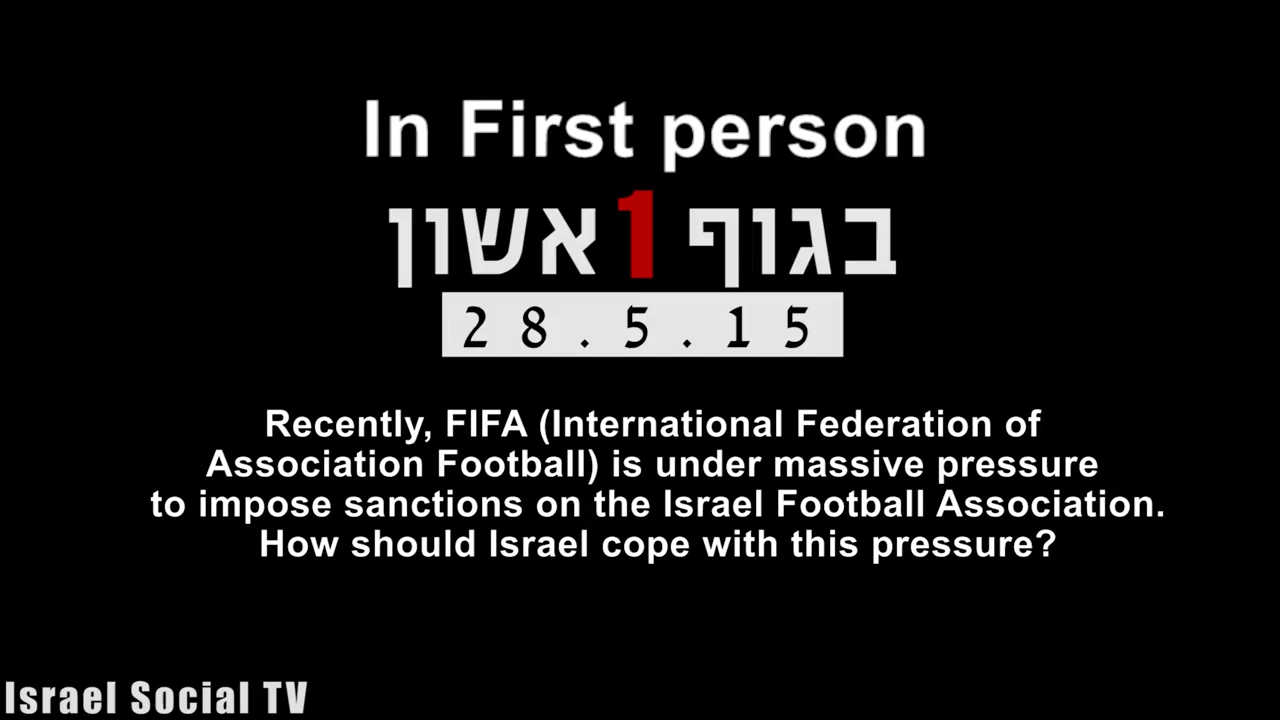 In First person
בגוף 1אשון
28.5.15
Recently, FIFA (International Federation of
Association Football) is under massive pressure
to impose sanctions on the Israel Football Association.
How should Israel cope with this pressure?
Israel Social TV